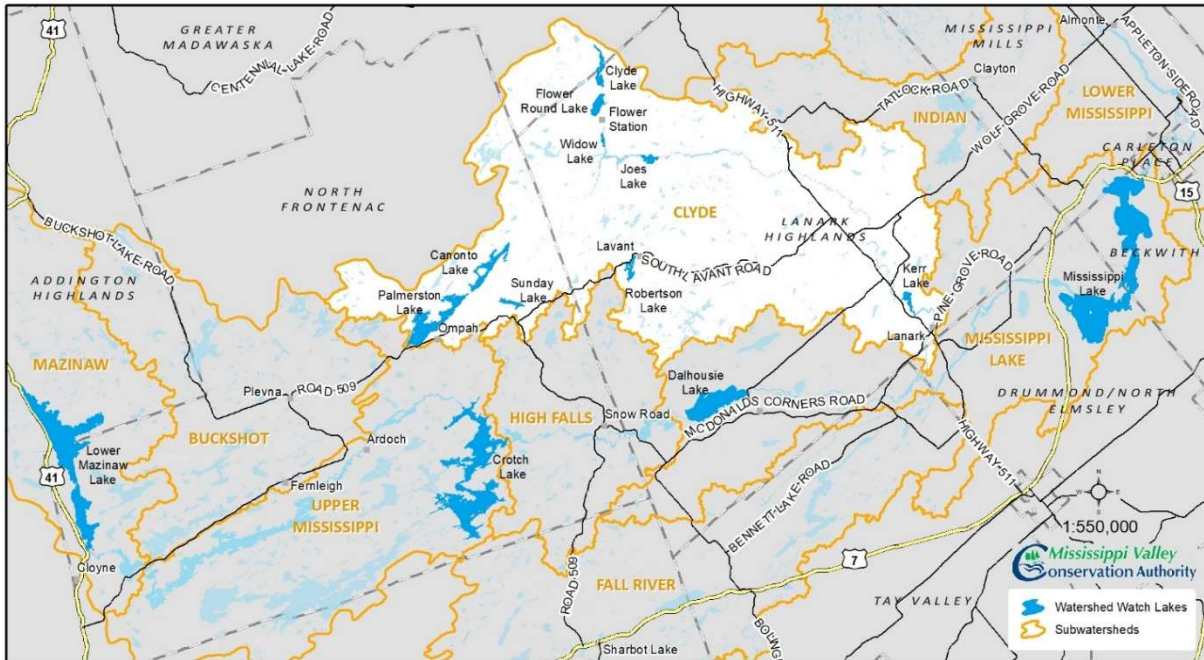 41
GREATER
MADAWASKA
CENTENNIAL LAKE ROAD
MISSISSIPPI
MILLS
Almonte
APPLETON SIDEROAD
Clayton
Clyde
Lake
Flower
Round Lake
Flower
Station
HIGHWAY 511
TATLOCK ROAD
WOLF GROVE ROAD
INDIAN
LOWER
MISSISSIPPI
Widow
Lake
Joes
Lake
CARLETON
PLACE
15
NORTH
FRONTENAC
CLYDE
LANARK
HIGHLANDS
BUCKSHOT LAKE ROAD
ADDINGTON
HIGHLANDS
Canonto
Lake
Lavant
SOUTH LAVANT ROAD
Kerr
Lake
PINE GROVE ROAD
BECKWITH
Mississippi
Lake
Palmerston
Lake
Sunday
Lake
Robertson
Lake
Ompah
Lanark
MISSISSIPPI
LAKE
MAZINAW
Plevna
ROAD 509
Dalhousie
Lake
MCDONALDS CORNERS ROAD
DRUMMOND/NORTH
ELMSLEY
BUCKSHOT
HIGH FALLS
Snow Road
Ardoch
Lower
Mazinaw
Lake
Crotch
Lake
HIGHWAY 511
41
Fernleigh
UPPER
MISSISSIPPI
BENNETT LAKE ROAD
1:550,000
Cloyne
7
Mississippi Valley
Conservation Authority
ROAD 509
FALL RIVER
TAY VALLEY
Watershed Watch Lakes
Subwatersheds
Sharbot Lake
N
E
S
W